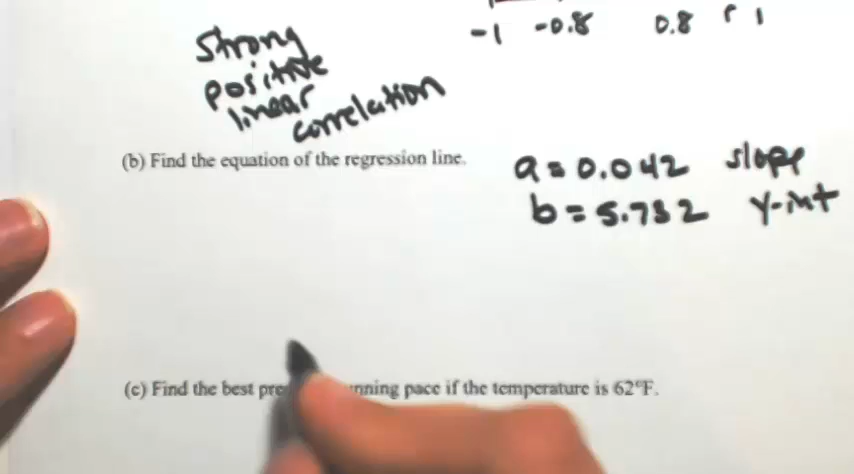 -1 -0.8 0.8 r 1
strong
positive
linear
correlation
(b) Find the equation of the regression line.
a = 0.042 slope
b = 5.732 y-int
(c) Find the best pre nning pace if the temperature is 62°F.